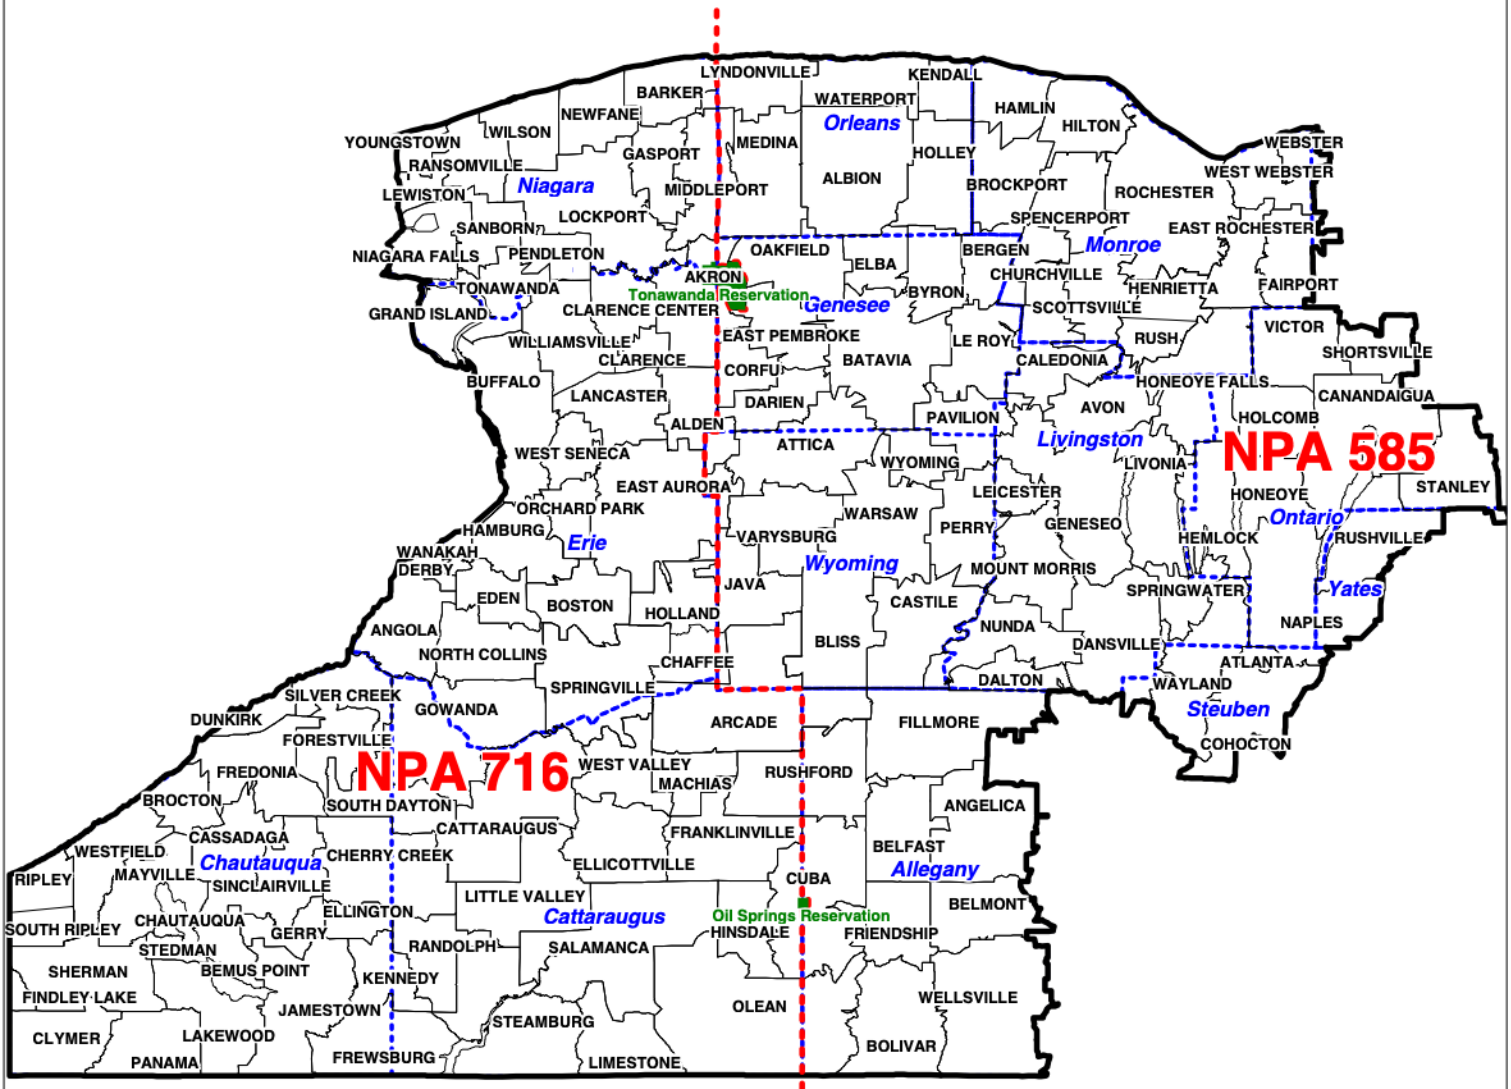 LYNDONVILLE
KENDALL
BARKER
WATERPORT
HAMLIN
NEWFANE
Orleans
HILTON
WILSON
YOUNGSTOWN
MEDINA
WEBSTER
GASPORT
HOLLEY
RANSOMVILLE
WEST WEBSTER
Niagara
ALBION
BROCKPORT
LEWISTON
MIDDLEPORT
ROCHESTER
LOCKPORT
SPENCERPORT
SANBORN
EAST ROCHESTER
Monroe
NIAGARA FALLS
PENDLETON
OAKFIELD
BERGEN
ELBA
AKRON
CHURCHVILLE
TONAWANDA
HENRIETTA
FAIRPORT
Tonawanda Reservation
BYRON
GRAND ISLAND
CLARENCE CENTER
Genesee
SCOTTSVILLE
EAST PEMBROKE
VICTOR
WILLIAMSVILLE
LE ROY
RUSH
CLARENCE
BATAVIA
CALEDONIA
SHORTSVILLE
CORFU
BUFFALO
HONEOYE FALLS
LANCASTER
DARIEN
AVON
CANANDAIGUA
ALDEN
PAVILION
HOLCOMB
ATTICA
Livingston
WEST SENECA
NPA 585
WYOMING
LIVONIA
EAST AURORA
LEICESTER
HONEOYE
STANLEY
ORCHARD PARK
WARSAW
Ontario
HAMBURG
PERRY
GENESEO
VARYSBURG
HEMLOCK
RUSHVILLE
Erie
WANAKAH
Wyoming
DERBY
MOUNT MORRIS
JAVA
SPRINGWATER
Yates
EDEN
BOSTON
CASTILE
HOLLAND
NAPLES
ANGOLA
NUNDA
BLISS
DANSVILLE
NORTH COLLINS
CHAFFEE
ATLANTA
DALTON
WAYLAND
SPRINGVILLE
SILVER CREEK
GOWANDA
Steuben
DUNKIRK
ARCADE
FILLMORE
FORESTVILLE
COHOCTON
NPA 716
WEST VALLEY
FREDONIA
RUSHFORD
MACHIAS
BROCTON
SOUTH DAYTON
ANGELICA
CATTARAUGUS
FRANKLINVILLE
CASSADAGA
BELFAST
WESTFIELD
CHERRY CREEK
Chautauqua
ELLICOTTVILLE
Allegany
MAYVILLE
RIPLEY
CUBA
SINCLAIRVILLE
LITTLE VALLEY
BELMONT
ELLINGTON
Cattaraugus
Oil Springs Reservation
CHAUTAUQUA
SOUTH RIPLEY
GERRY
HINSDALE
FRIENDSHIP
STEDMAN
RANDOLPH
SALAMANCA
SHERMAN
BEMUS POINT
KENNEDY
FINDLEY LAKE
WELLSVILLE
OLEAN
JAMESTOWN
STEAMBURG
CLYMER
LAKEWOOD
BOLIVAR
FREWSBURG
PANAMA
LIMESTONE